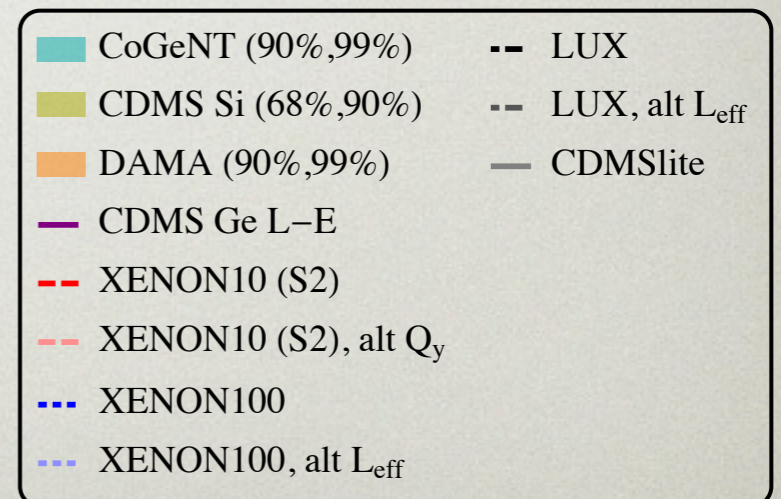 CoGeNT (90%,99%)
CDMS Si (68%,90%)
DAMA (90%,99%)
CDMS Ge L−E
XENON10 (S2)
XENON10 (S2), alt Qy
XENON100
XENON100, alt Leff
LUX
LUX, alt Leff
CDMSlite